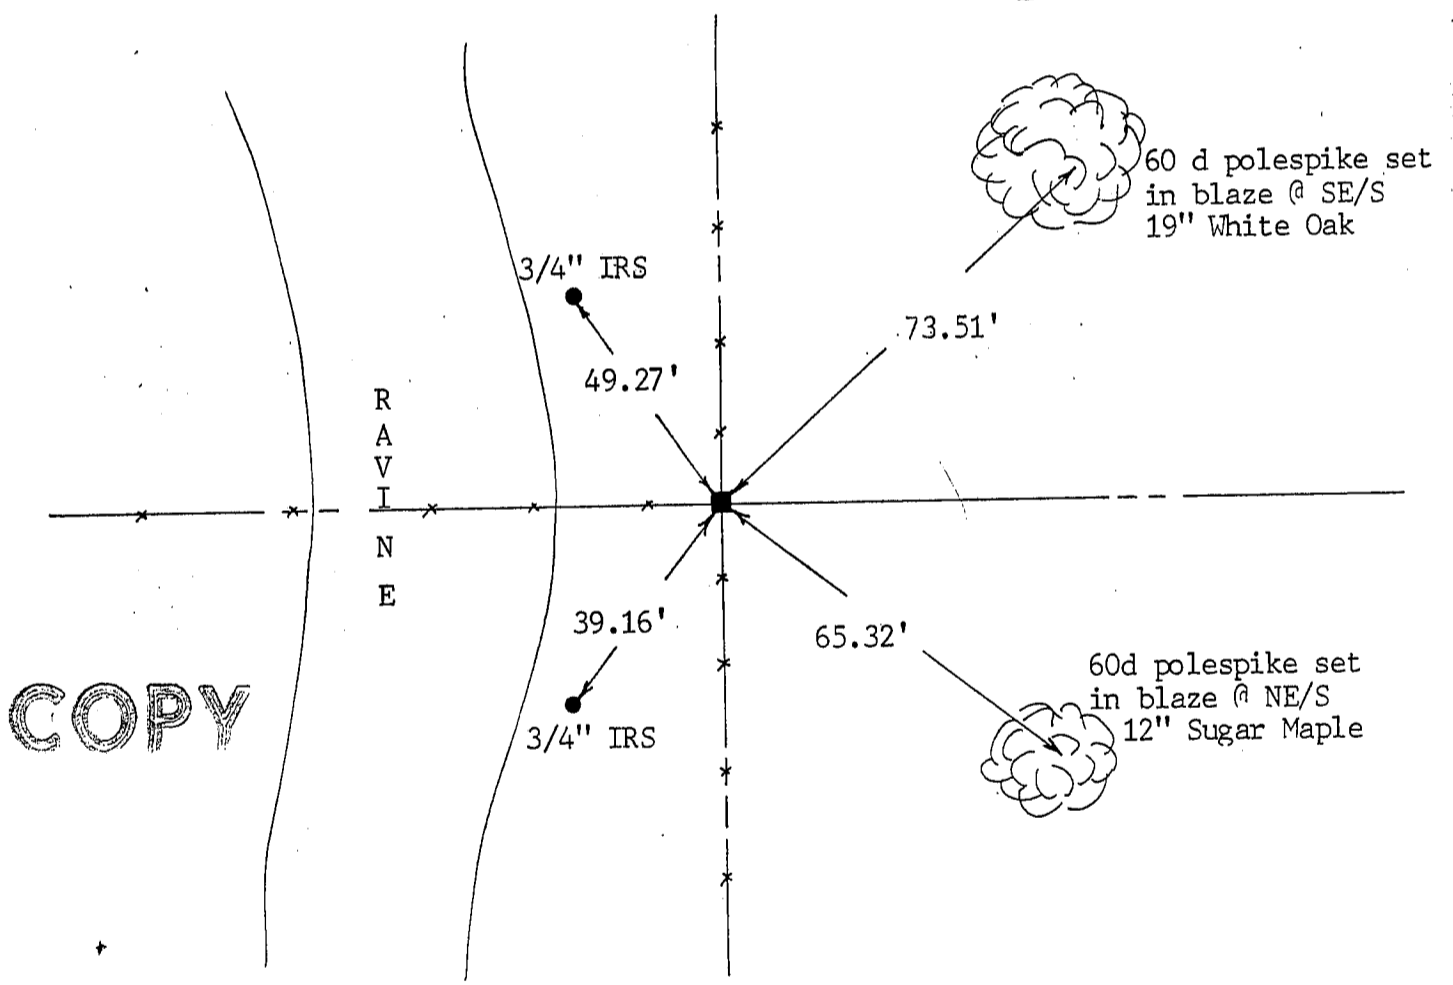 60 d polespike set
in blaze @ SE/S
19" White Oak
3/4" IRS
73.51'
49.27'
RAVINE
39.16'
65.32'
60d polespike set
in blaze @ NE/S
12" Sugar Maple
COPY
3/4" IRS